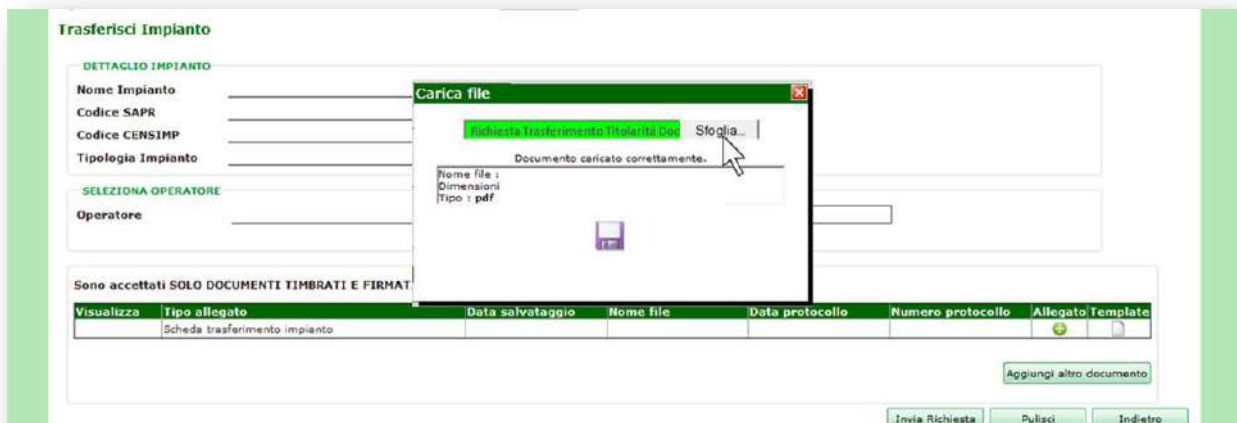 Trasferisci Impianto
DETTAGLIO IMPIANTO
Nome Impianto
Codice SAPR
Codice CENSIMP
Tipologia Impianto
SELEZIONA OPERATORE
Operatore
Carica file
Richiesta Trasferimento Titolarità Doc Sfoglia...
Documento caricato correttamente.
Nome file :
Dimensioni
Tipo : pdf
Sono accettati SOLO DOCUMENTI TIMBRATI E FIRMAT
Visualizza Tipo allegato Data salvataggio Nome file Data protocollo Numero protocollo Allegato Template
Scheda trasferimento impianto
Aggiungi altro documento
Invia Richiesta Pulisci Indietro